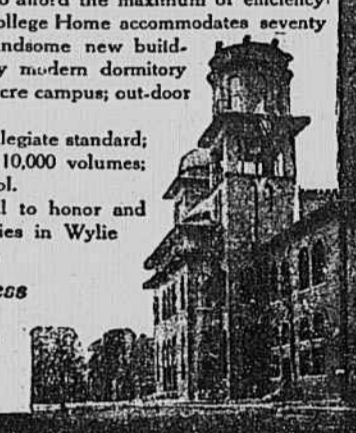 to afford the maximum of efficiency.
College Home accommodates seventy
ndsome new build-
y modern dormitory
cre campus; out-door
legiate standard;
10,000 volumes;
ol.
l to honor and
ies in Wylie
ess